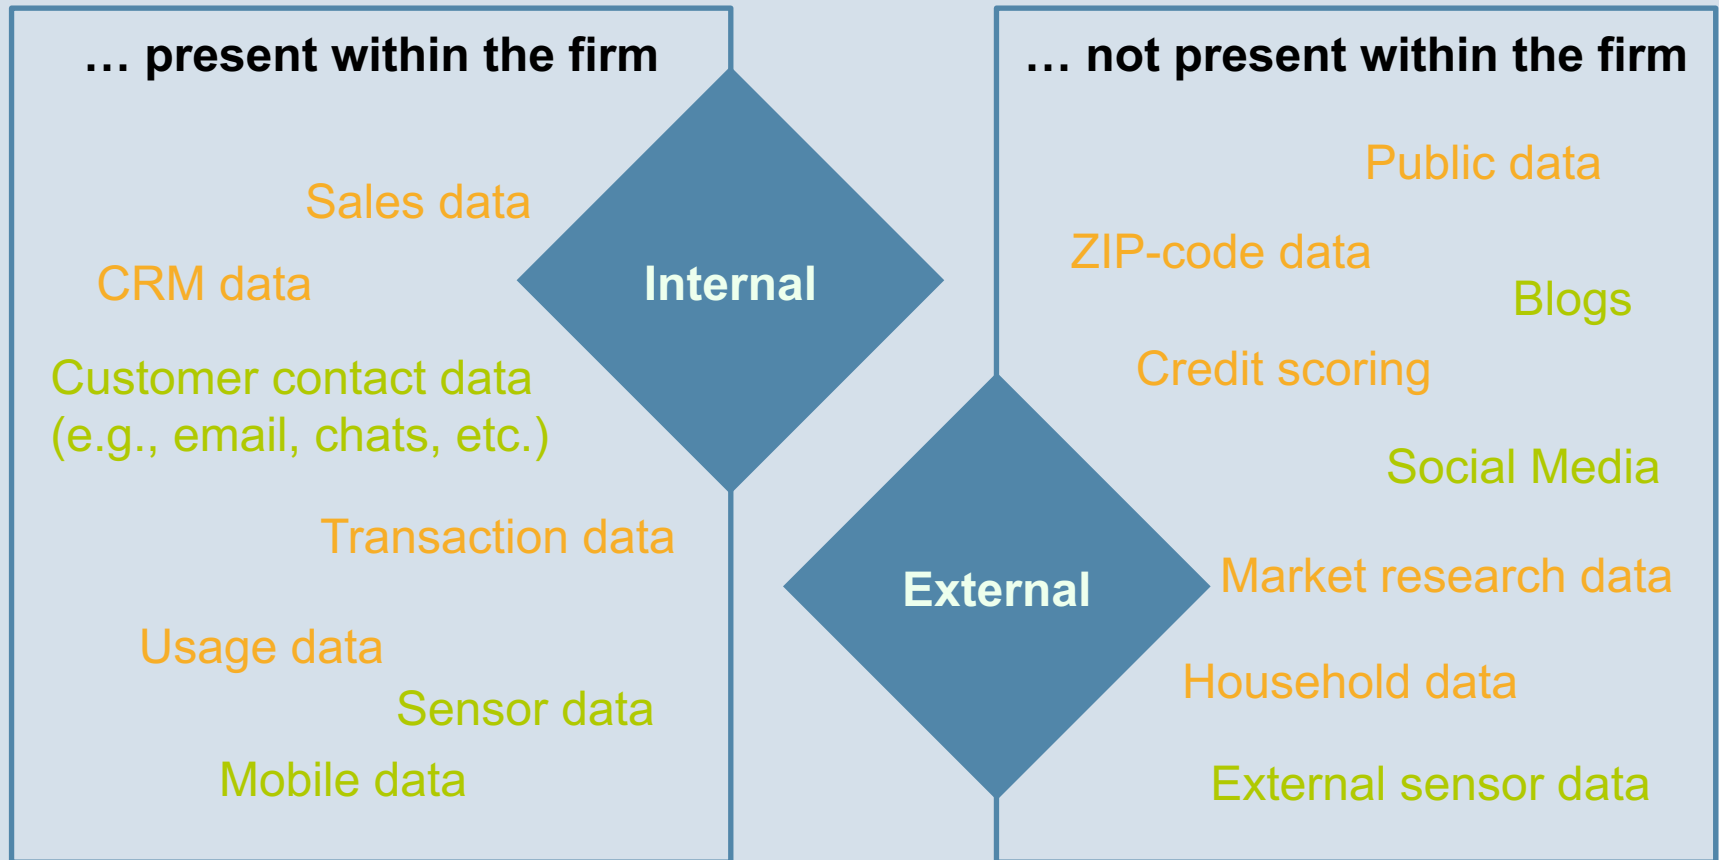 … present within the firm
Sales data
CRM data
Internal
Customer contact data
(e.g., email, chats, etc.)
Transaction data
Usage data
Sensor data
Mobile data
… not present within the firm
Public data
ZIP-code data
Blogs
Credit scoring
Social Media
External
Market research data
Household data
External sensor data